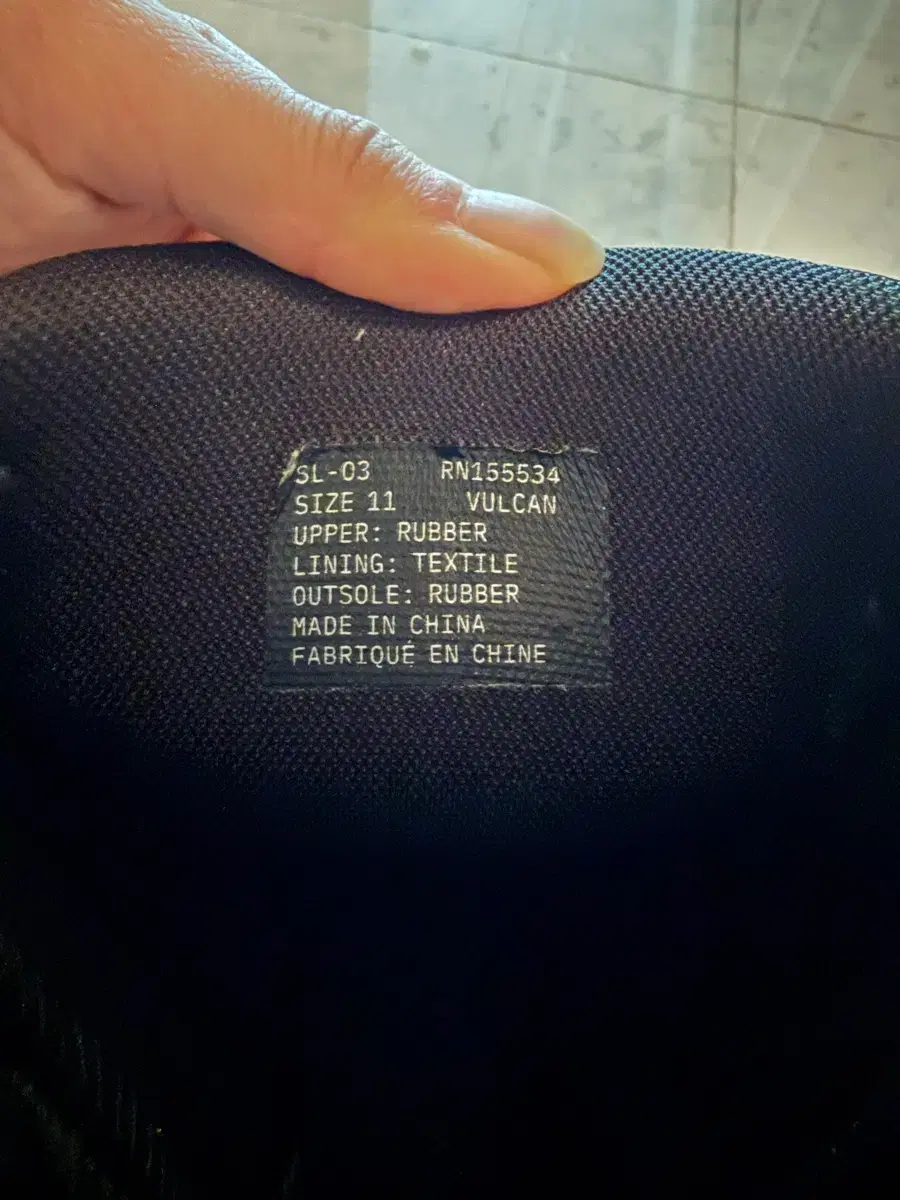 SL-03 RN155534
SIZE 11 VULCAN
UPPER: RUBBER
LINING: TEXTILE
OUTSOLE: RUBBER
MADE IN CHINA
FABRIQUÉ EN CHINE